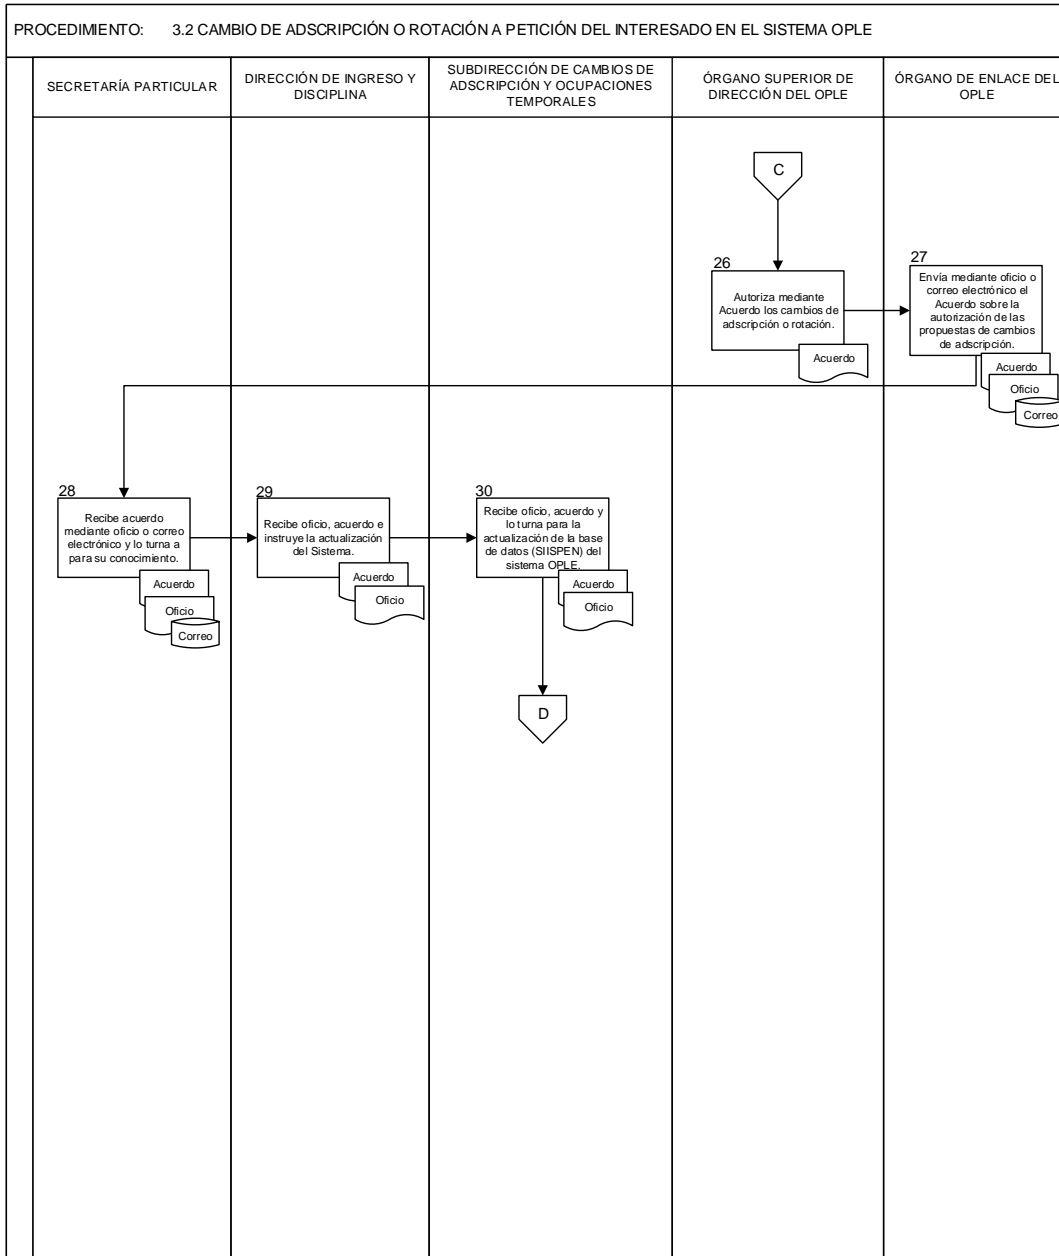 PROCEDIMIENTO: 3.2 CAMBIO DE ADSCRIPCIÓN O ROTACIÓN A PETICIÓN DEL INTERESADO EN EL SISTEMA OPLE
SECRETARÍA PARTICULAR
DIRECCIÓN DE INGRESO Y
DISCIPLINA
SUBDIRECCIÓN DE CAMBIOS DE
ADSCRIPCIÓN Y OCUPACIONES
TEMPORALES
ÓRGANO SUPERIOR DE
DIRECCIÓN DEL OPLE
ÓRGANO DE ENLACE DEL
OPLE
C
26
Autoriza mediante
Acuerdo los cambios de
adscripción o rotación.
Acuerdo
27
Envía mediante oficio o
correo electrónico el
Acuerdo sobre la
autorización de las
propuestas de cambios
de adscripción.
Acuerdo
Oficio
Correo
28
Recibe acuerdo
mediante oficio o correo
electrónico y lo turna a
para su conocimiento.
Acuerdo
Oficio
Correo
29
Recibe oficio, acuerdo e
instruye la actualización
del Sistema.
Acuerdo
Oficio
30
Recibe oficio, acuerdo y
lo turna para la
actualización de la base
de datos (SIISPEN) del
sistema OPLE.
Acuerdo
Oficio
D